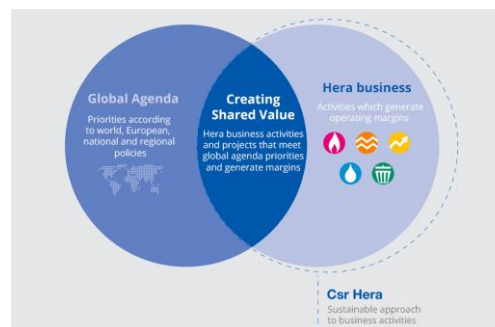 Global Agenda
Priorities according
to world, European,
national and regional
policies
Creating
Shared Value
Hera business activities
and projects that meet
global agenda priorities
and generate margins
Hera business
Activities which generate
operating margins
Csr Hera
Sustainable approach
to business activities